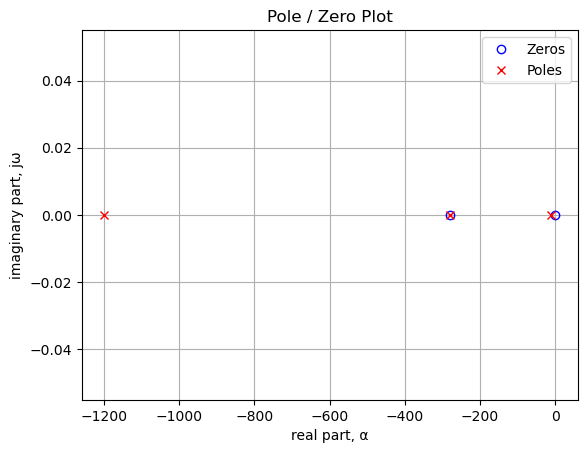 Pole / Zero Plot
Zeros
Poles
imaginary part, jω
0.04
0.02
0.00
−0.02
−0.04
−1200 −1000 −800 −600 −400 −200 0
real part, α